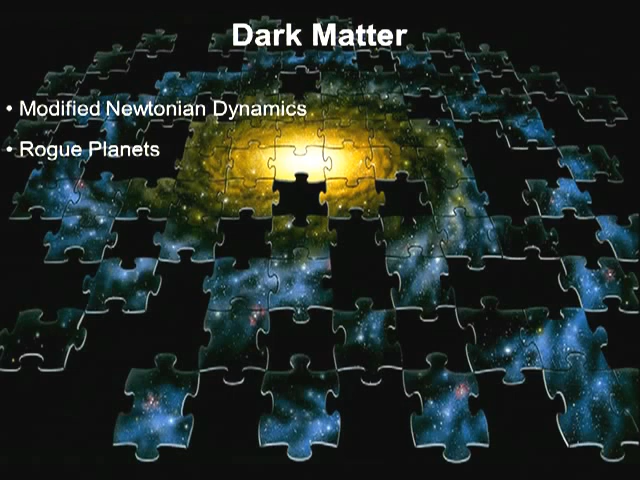 Dark Matter
• Modified Newtonian Dynamics
• Rogue Planets